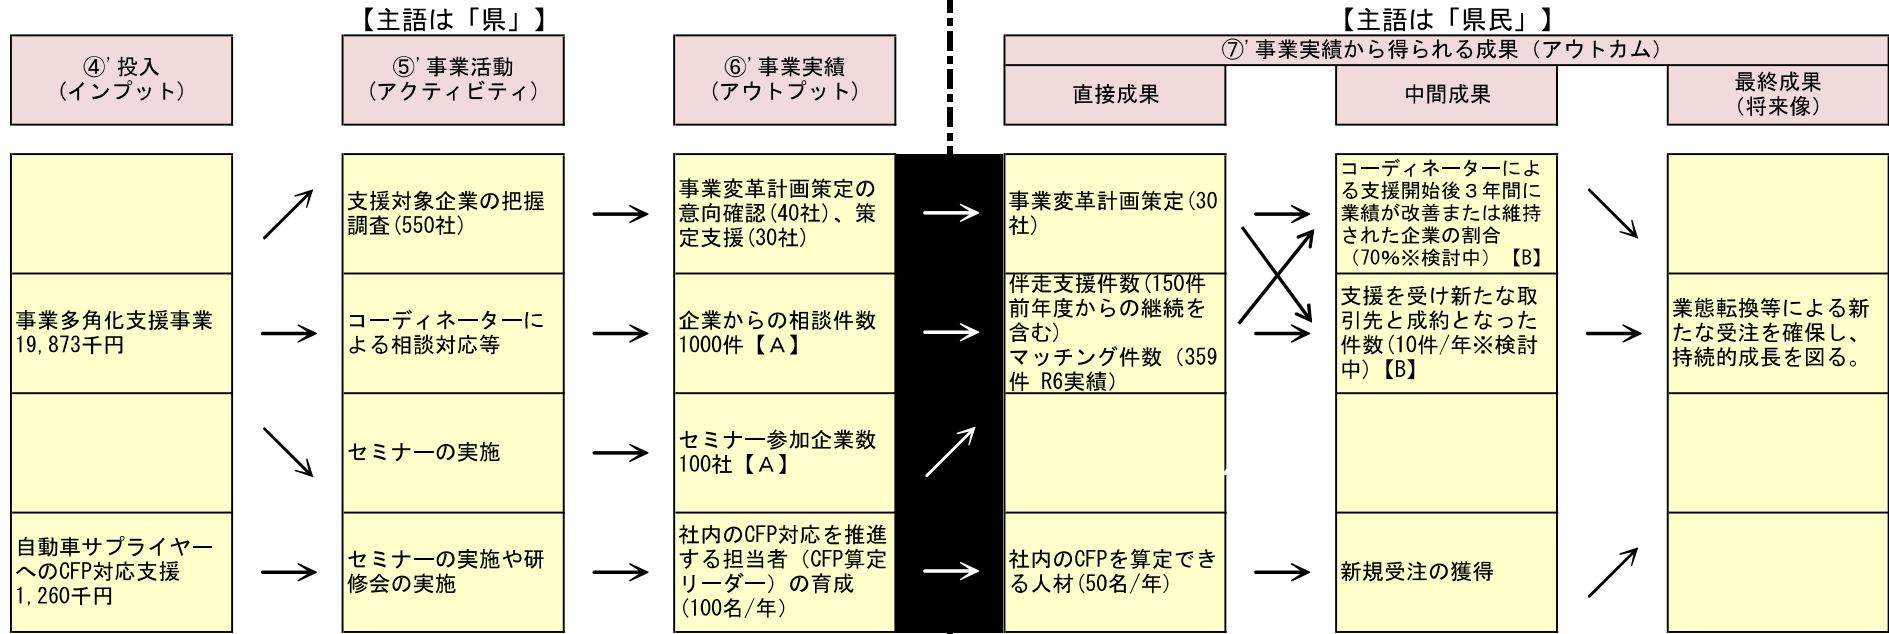 【主語は「県」】
【主語は「県民」】
④' 投入
（インプット）
⑤' 事業活動
（アクティビティ）
⑥' 事業実績
（アウトプット）
⑦' 事業実績から得られる成果（アウトカム）
直接成果
中間成果
最終成果
（将来像）
支援対象企業の把握
調査(550社)
事業変革計画策定の
意向確認(40社)、策
定支援(30社)
事業変革計画策定(30
社)
コーディネーターによ
る支援開始後３年間に
業績が改善または維持
された企業の割合
（70％※検討中）【B】
事業多角化支援事業
19,873千円
コーディネーターに
よる相談対応等
企業からの相談件数
1000件【Ａ】
伴走支援件数(150件
前年度からの継続を
含む)
マッチング件数（359
件 R6実績）
支援を受け新たな取
引先と成約となった
件数(10件/年※検討
中)【B】
業態転換等による新
たな受注を確保し、
持続的成長を図る。
セミナーの実施
セミナー参加企業数
100社【Ａ】
自動車サプライヤー
へのCFP対応支援
1,260千円
セミナーの実施や研
修会の実施
社内のCFP対応を推進
する担当者（CFP算定
リーダー）の育成
(100名/年)
社内のCFPを算定でき
る人材(50名/年)
新規受注の獲得